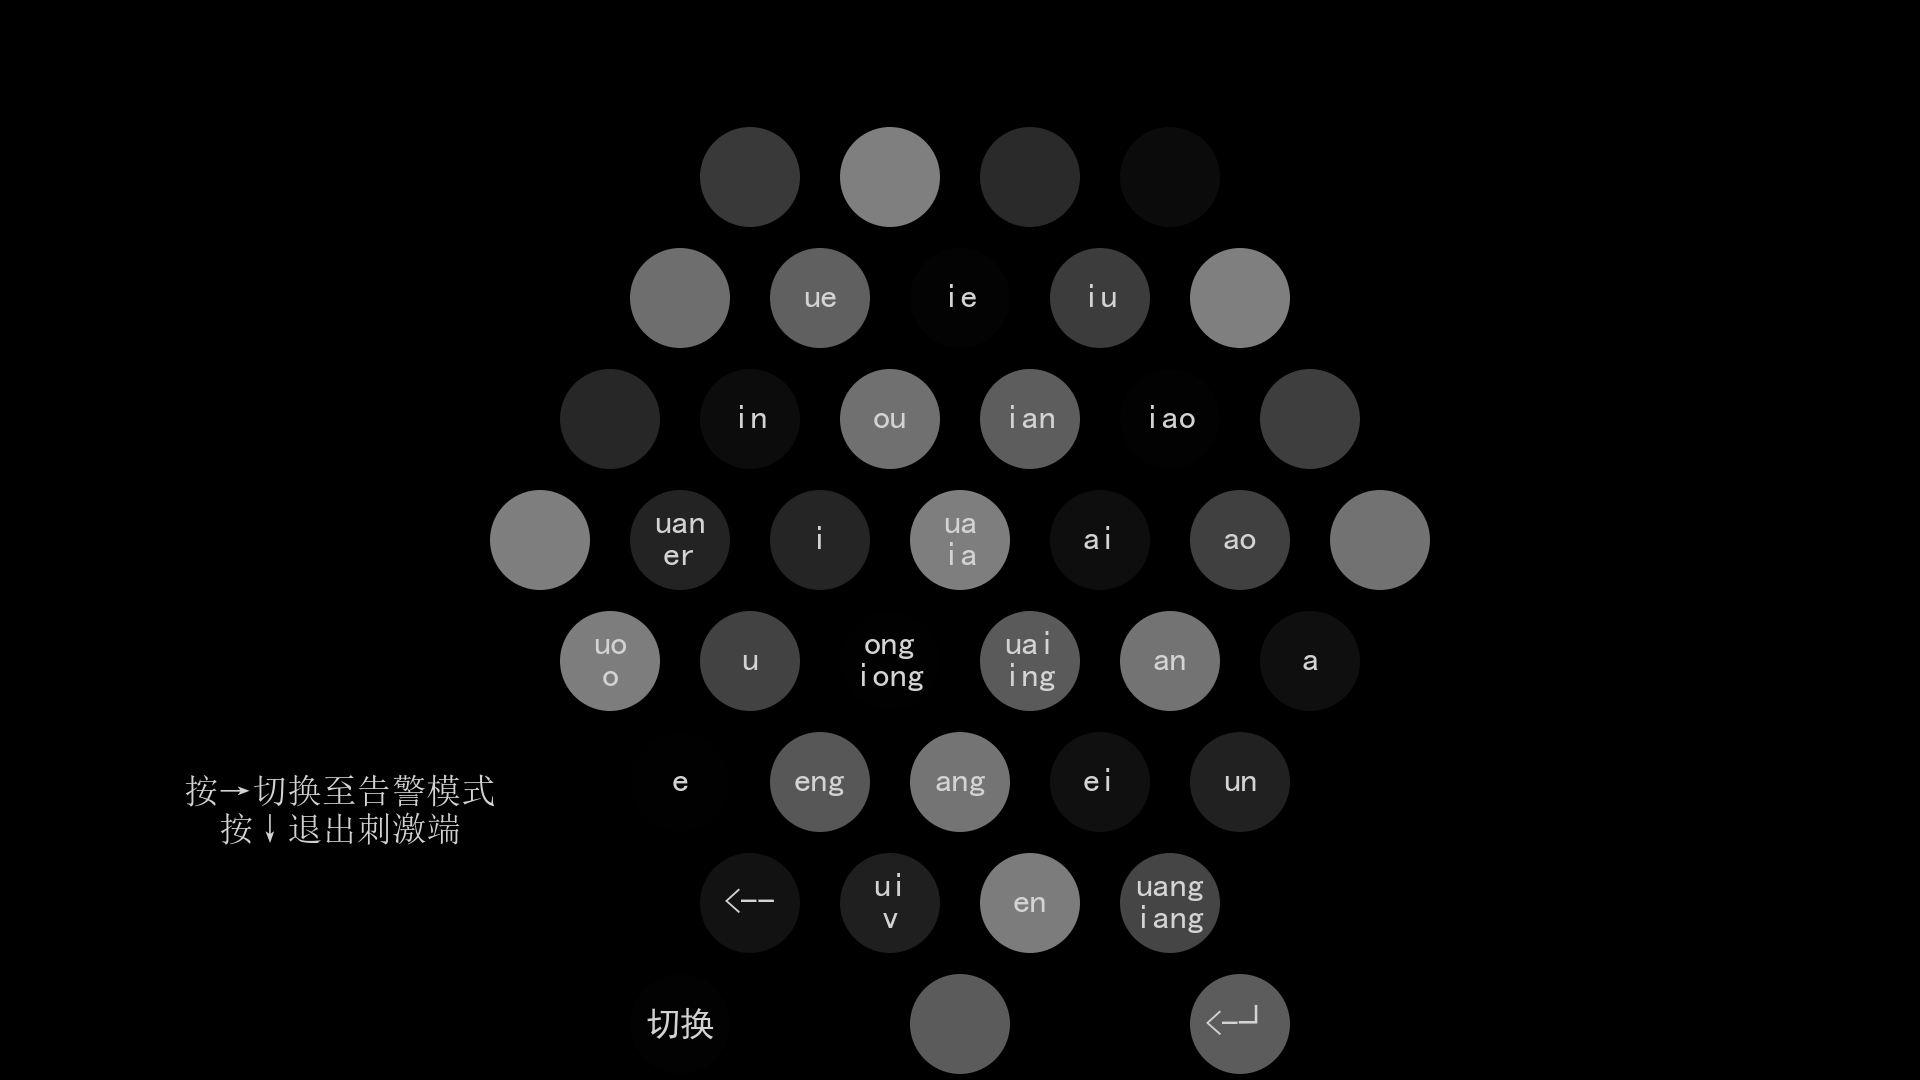 ue ie iu
in ou ian iao
uan er i ua ia ai ao
uo o u ong iong uai ing an a
e eng ang ei un
按→切换至告警模式
按↓退出刺激端
<-- ui v en uang iang
切换 <-┘